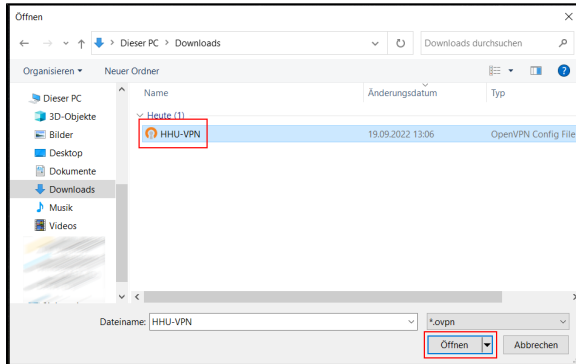 Öffnen
Dieser PC > Downloads
Downloads durchsuchen
Organisieren
Neuer Ordner
Name
Änderungsdatum
Typ
Dieser PC
3D-Objekte
Bilder
Desktop
Dokumente
Downloads
Musik
Videos
Heute (1)
HHU-VPN
19.09.2022 13:06
OpenVPN Config File
Dateiname:
HHU-VPN
*.ovpn
Öffnen
Abbrechen